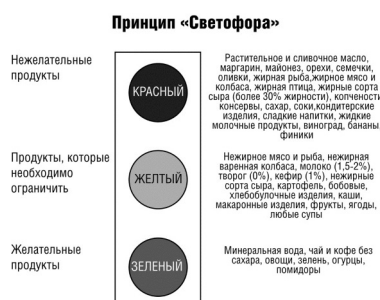 Принцип «Светофора»
Нежелательные
продукты
КРАСНЫЙ
Растительное и сливочное масло,
маргарин, майонез, орехи, семечки,
оливки, жирная рыба,жирное мясо и
колбаса, жирная птица, жирные сорта
сыра (более 30% жирности), копчености
консервы, сахар, соки,кондитерские
изделия, сладкие напитки, жидкие
молочные продукты, виноград, бананы
финики
Продукты, которые
необходимо
ограничить
ЖЕЛТЫЙ
Нежирное мясо и рыба, нежирная
варенная колбаса, молоко (1,5-2%),
творог (0%), кефир (1%), нежирные
сорта сыра, картофель, бобовые,
хлебобулочные изделия, каши,
макаронные изделия, фрукты, ягоды,
любые супы
Желательные
продукты
ЗЕЛЕНЫЙ
Минеральная вода, чай и кофе без
сахара, овощи, зелень, огурцы,
помидоры